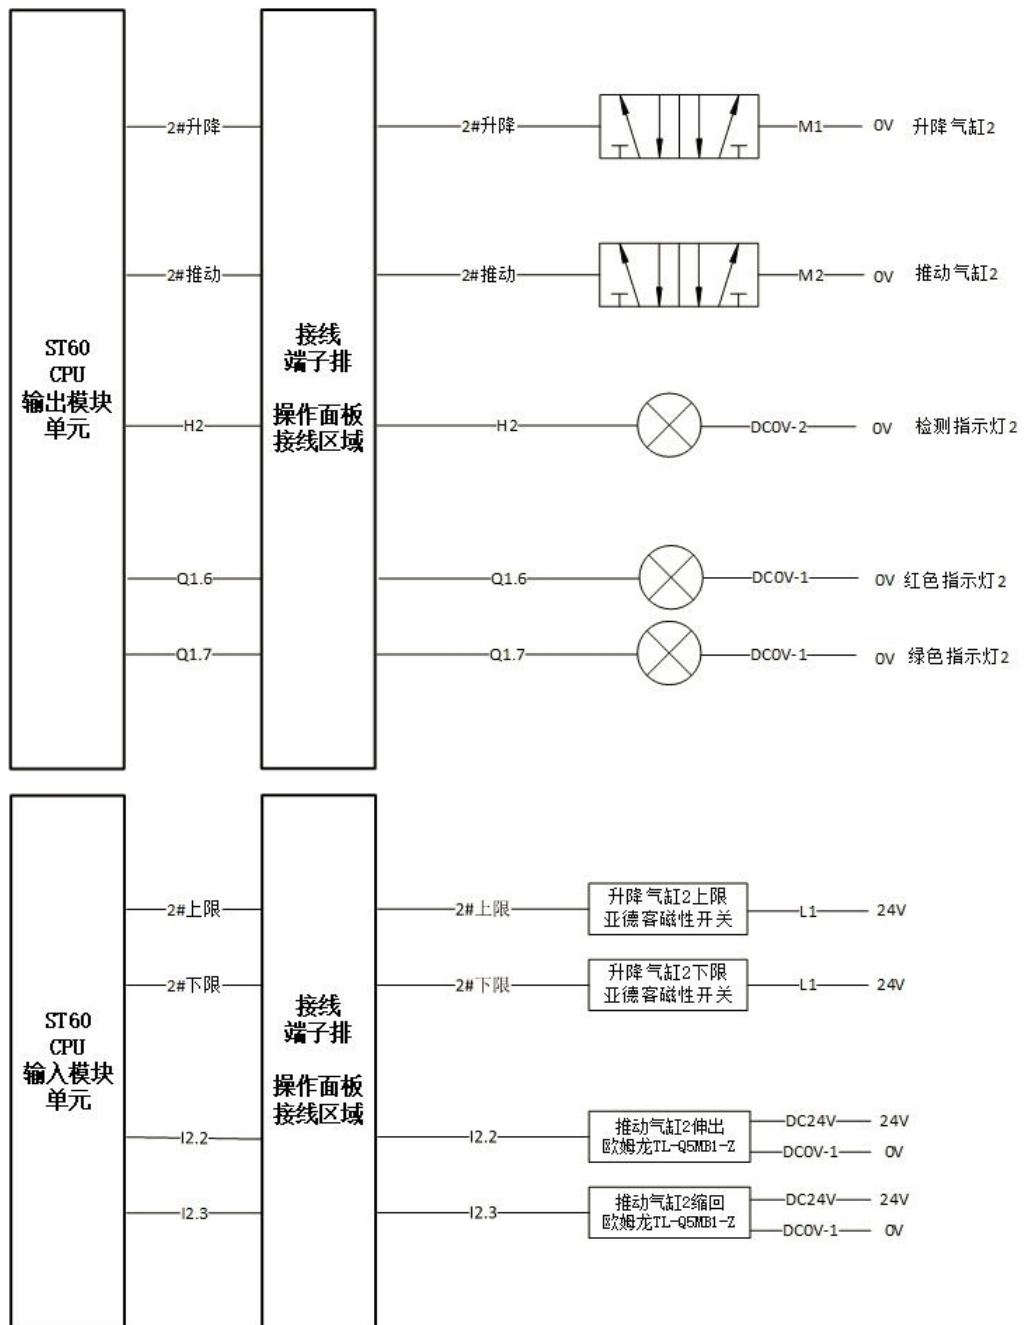 2#升降
2#升降
M1
0V
升降气缸2
2#推动
2#推动
M2
0V
推动气缸2
ST60
CPU
输出模块
单元
接线
端子排
操作面板
接线区域
H2
H2
DC0V-2
0V
检测指示灯2
Q1.6
Q1.6
DC0V-1
0V
红色指示灯2
Q1.7
Q1.7
DC0V-1
0V
绿色指示灯2
2#上限
2#上限
升降气缸2上限
亚德客磁性开关
L1
24V
2#下限
2#下限
升降气缸2下限
亚德客磁性开关
L1
24V
ST60
CPU
输入模块
单元
接线
端子排
操作面板
接线区域
I2.2
I2.2
推动气缸2伸出
欧姆龙TL-Q5MB1-Z
DC24V
24V
DC0V-1
0V
I2.3
I2.3
推动气缸2缩回
欧姆龙TL-Q5MB1-Z
DC24V
24V
DC0V-1
0V